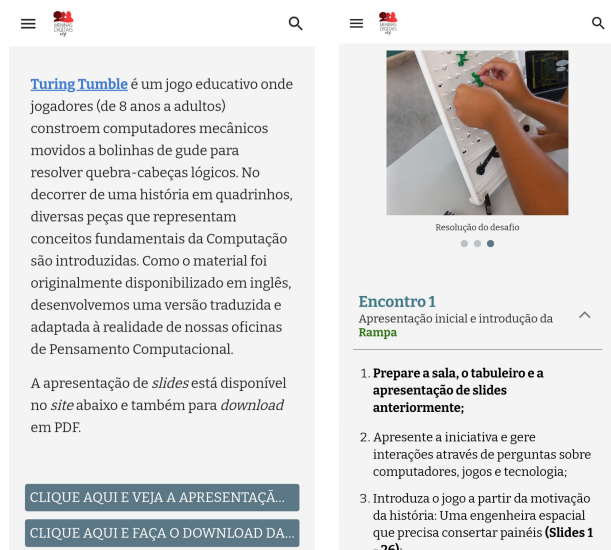 MENINAS
DIGITAIS
Turing Tumble é um jogo educativo onde
jogadores (de 8 anos a adultos)
constroem computadores mecânicos
movidos a bolinhas de gude para
resolver quebra-cabeças lógicos. No
decorrer de uma história em quadrinhos,
diversas peças que representam
conceitos fundamentais da Computação
são introduzidas. Como o material foi
originalmente disponibilizado em inglês,
desenvolvemos uma versão traduzida e
adaptada à realidade de nossas oficinas
de Pensamento Computacional.
A apresentação de slides está disponível
no site abaixo e também para download
em PDF.
CLIQUE AQUI E VEJA A APRESENTAÇÃ...
CLIQUE AQUI E FAÇA O DOWNLOAD DA...
MENINAS
DIGITAIS
Resolução do desafio
Encontro 1
Apresentação inicial e introdução da
Rampa
1. Prepare a sala, o tabuleiro e a
apresentação de slides
anteriormente;
2. Apresente a iniciativa e gere
interações através de perguntas sobre
computadores, jogos e tecnologia;
3. Introduza o jogo a partir da motivação
da história: Uma engenheira espacial
que precisa consertar painéis (Slides 1
- 26);